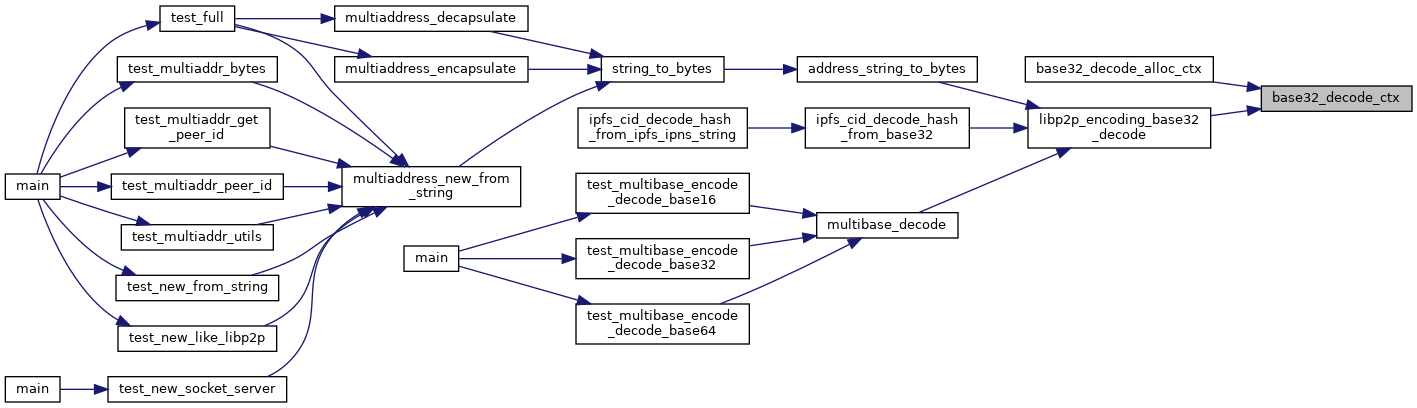 test_full
multiaddress_decapsulate
test_multiaddr_bytes
multiaddress_encapsulate
string_to_bytes
address_string_to_bytes
base32_decode_alloc_ctx
base32_decode_ctx
test_multiaddr_get
_peer_id
ipfs_cid_decode_hash
_from_ipfs_ipns_string
ipfs_cid_decode_hash
_from_base32
libp2p_encoding_base32
_decode
main
test_multiaddr_peer_id
multiaddress_new_from
_string
test_multibase_encode
_decode_base16
multibase_decode
test_multiaddr_utils
main
test_multibase_encode
_decode_base32
test_new_from_string
test_multibase_encode
_decode_base64
test_new_like_libp2p
main
test_new_socket_server